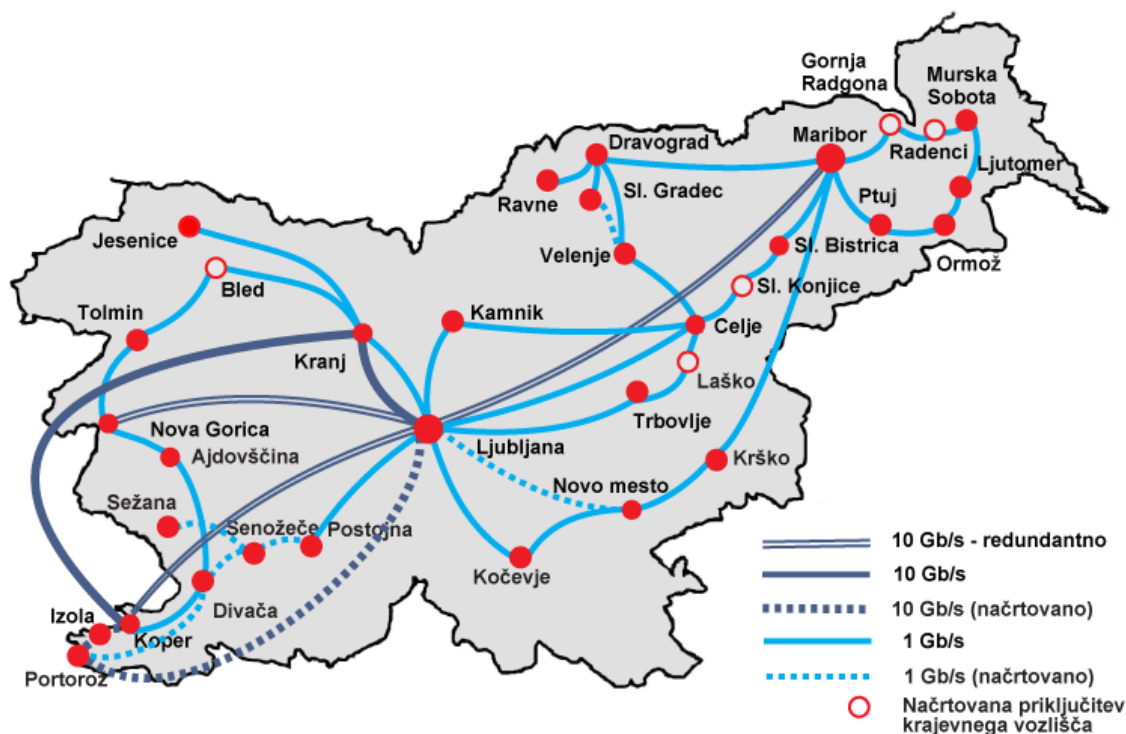 Gornja
Radgona
Murska
Sobota
Maribor
Dravograd
Radenci
Ljutomer
Ravne
Sl. Gradec
Ptuj
Jesenice
Velenje
Sl. Bistrica
Ormož
Bled
Sl. Konjice
Tolmin
Kamnik
Celje
Kranj
Laško
Trbovlje
Nova Gorica
Ljubljana
Ajdovščina
Krško
Sežana
Novo mesto
Senožeče
Postojna
Kočevje
Izola
Divača
Koper
Portorož
10 Gb/s - redundantno
10 Gb/s
10 Gb/s (načrtovano)
1 Gb/s
1 Gb/s (načrtovano)
Načrtovana priključitev
krajevnega vozlišča